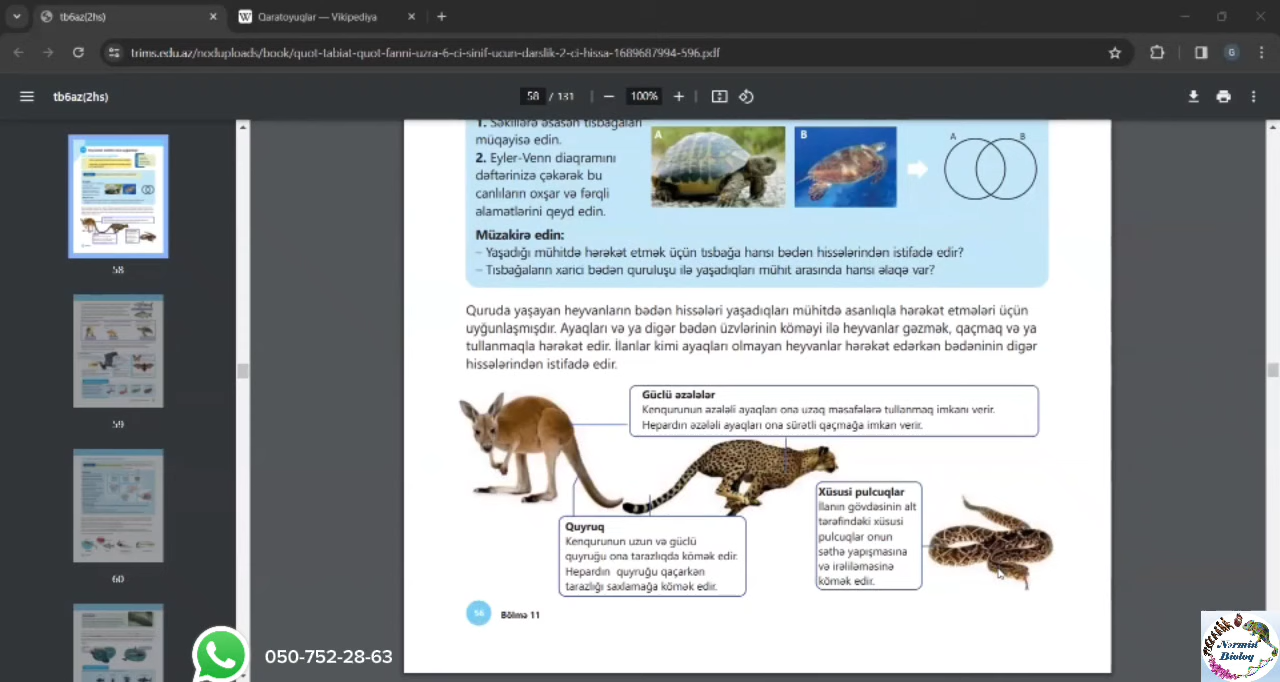 tb6az(2hs)
Qaratoyuqlar — Vikipediya
trims.edu.az/noduploads/book/quot-tabiat-quot-fanni-uzra-6-ci-sinif-ucun-darslik-2-ci-hissa-1689687994-596.pdf
G
tb6az(2hs)
58 / 131
100%
58
59
60
1. Şəkillərə əsasən tısbağaları
müqayisə edin.
2. Eyler-Venn diaqramını
dəftərinizə çəkərək bu
canlıların oxşar və fərqli
əlamətlərini qeyd edin.
A
B
A
B
Müzakirə edin:
– Yaşadığı mühitdə hərəkət etmək üçün tısbağa hansı bədən hissələrindən istifadə edir?
– Tısbağaların xarici bədən quruluşu ilə yaşadıqları mühit arasında hansı əlaqə var?
Quruda yaşayan heyvanların bədən hissələri yaşadıqları mühitdə asanlıqla hərəkət etmələri üçün
uyğunlaşmışdır. Ayaqları və ya digər bədən üzvlərinin köməyi ilə heyvanlar gəzmək, qaçmaq və ya
tullanmaqla hərəkət edir. İlanlar kimi ayaqları olmayan heyvanlar hərəkət edərkən bədəninin digər
hissələrindən istifadə edir.
Güclü əzələlər
Kenqurunun əzələli ayaqları ona uzaq məsafələrə tullanmaq imkanı verir.
Hepardın əzələli ayaqları ona sürətli qaçmağa imkan verir.
Quyruq
Kenqurunun uzun və güclü
quyruğu ona tarazlıqda kömək edir.
Hepardın quyruğu qaçarkən
tarazlığı saxlamağa kömək edir.
Xüsusi pulcuqlar
İlanın gövdəsinin alt
tərəfindəki xüsusi
pulcuqlar onun
səthə yapışmasına
və irəliləməsinə
kömək edir.
56
Bölmə 11
050-752-28-63
Nərmin
Bioloq